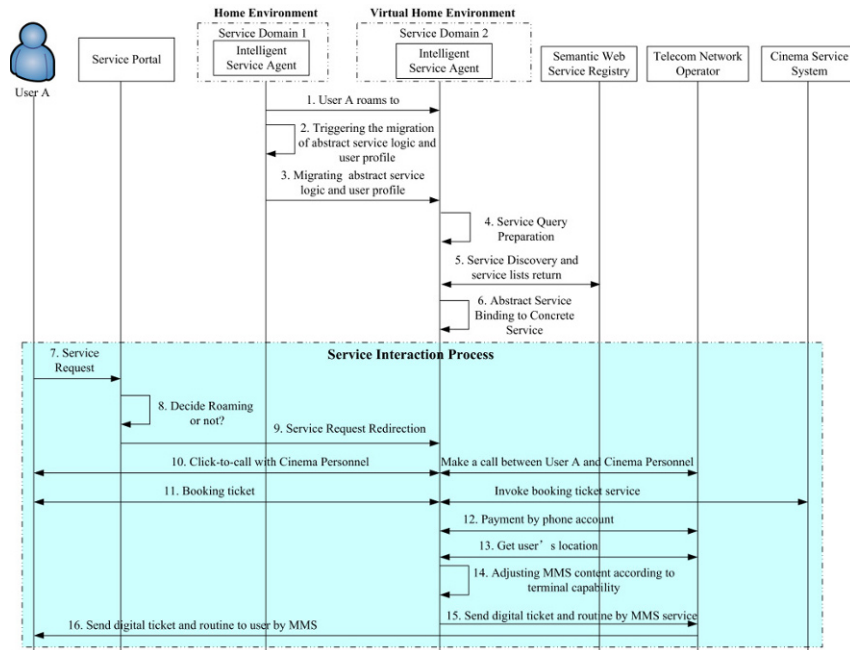 Home Environment
Virtual Home Environment
Service Domain 1
Service Domain 2
User A
Service Portal
Intelligent
Service Agent
Intelligent
Service Agent
Semantic Web
Service Registry
Telecom Network
Operator
Cinema Service
System
1. User A roams to
2. Triggering the migration
of abstract service logic and
user profile
3. Migrating abstract service
logic and user profile
4. Service Query
Preparation
5. Service Discovery and
service lists return
6. Abstract Service
Binding to Concrete
Service
Service Interaction Process
7. Service
Request
8. Decide Roaming
or not?
9. Service Request Redirection
10. Click-to-call with Cinema Personnel
Make a call between User A and Cinema Personnel
11. Booking ticket
Invoke booking ticket service
12. Payment by phone account
13. Get user’s location
14. Adjusting MMS content according to
terminal capability
15. Send digital ticket and routine by MMS service
16. Send digital ticket and routine to user by MMS